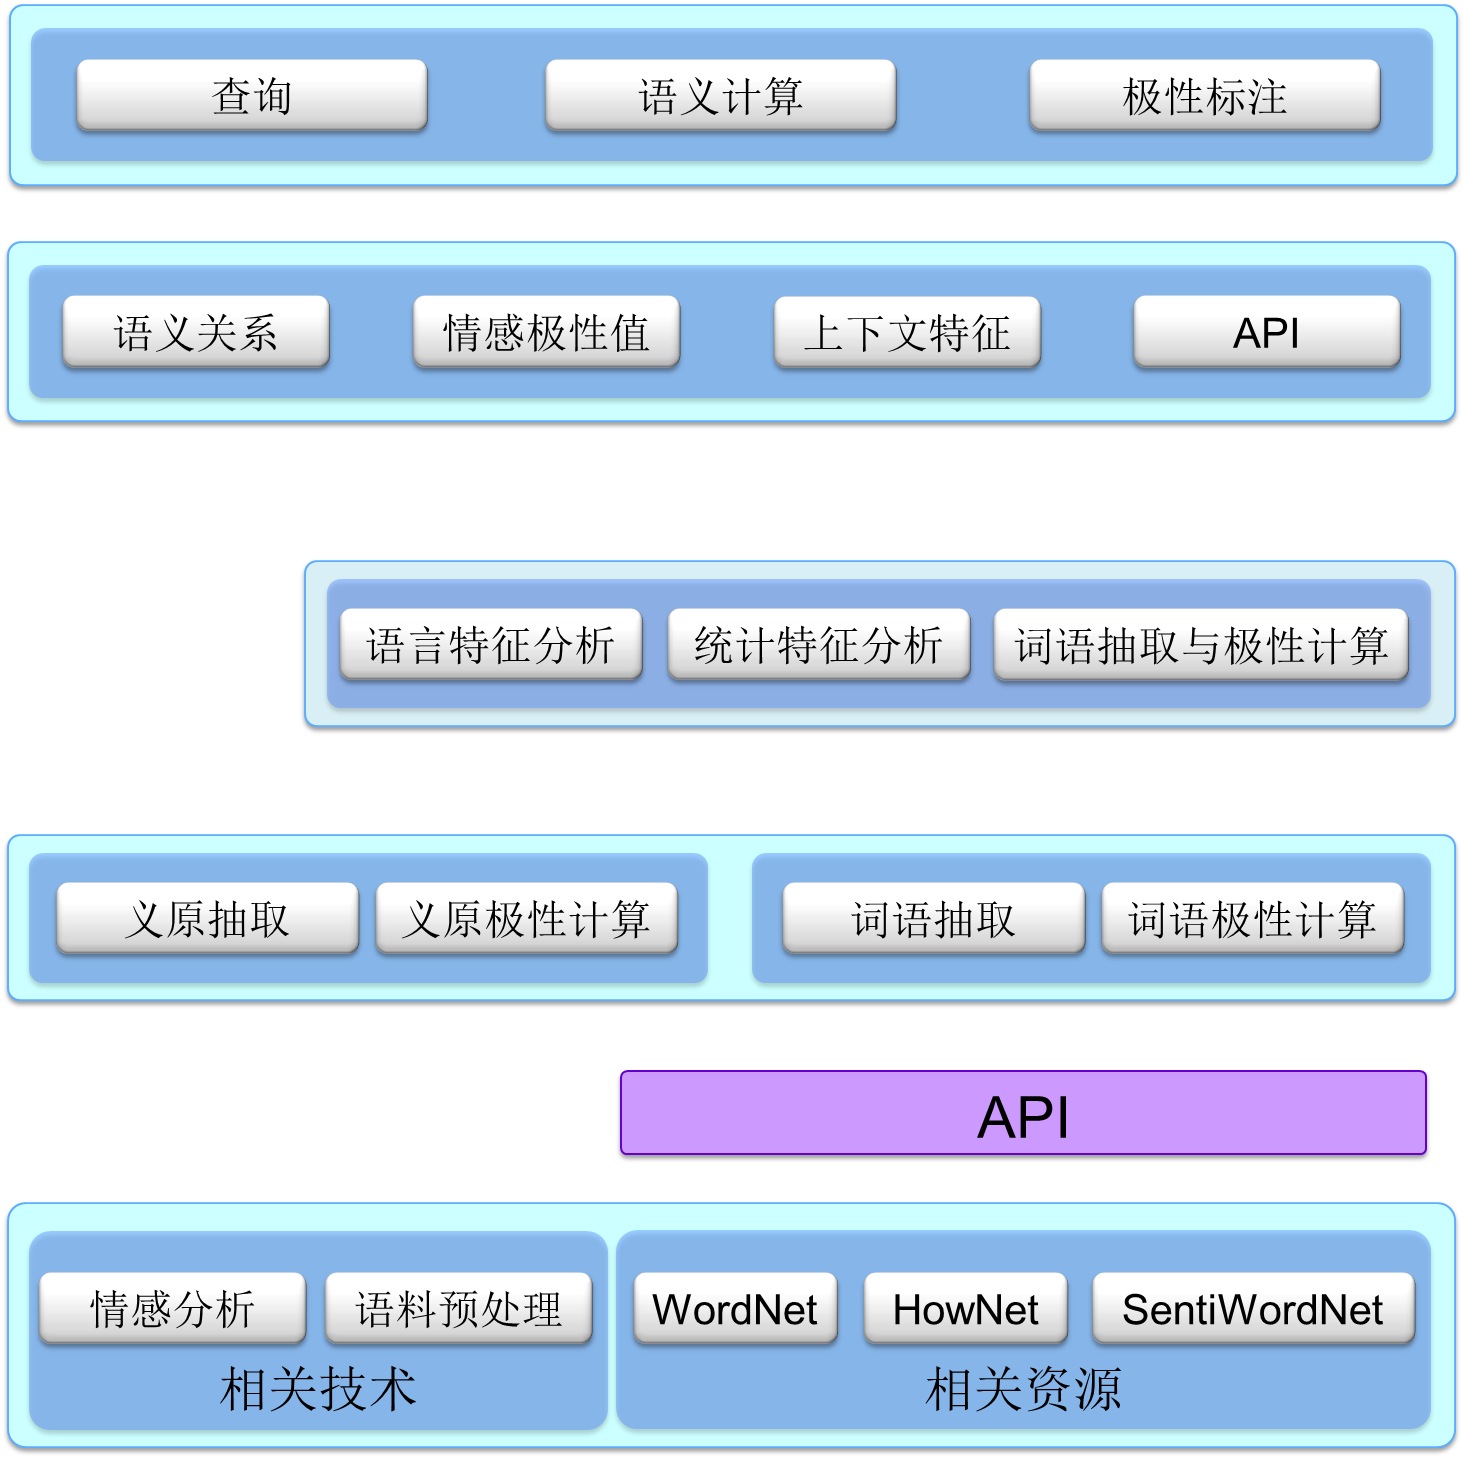 查询 语义计算 极性标注
语义关系 情感极性值 上下文特征 API
语言特征分析 统计特征分析 词语抽取与极性计算
义原抽取 义原极性计算 词语抽取 词语极性计算
API
情感分析 语料预处理 WordNet HowNet SentiWordNet
相关技术 相关资源